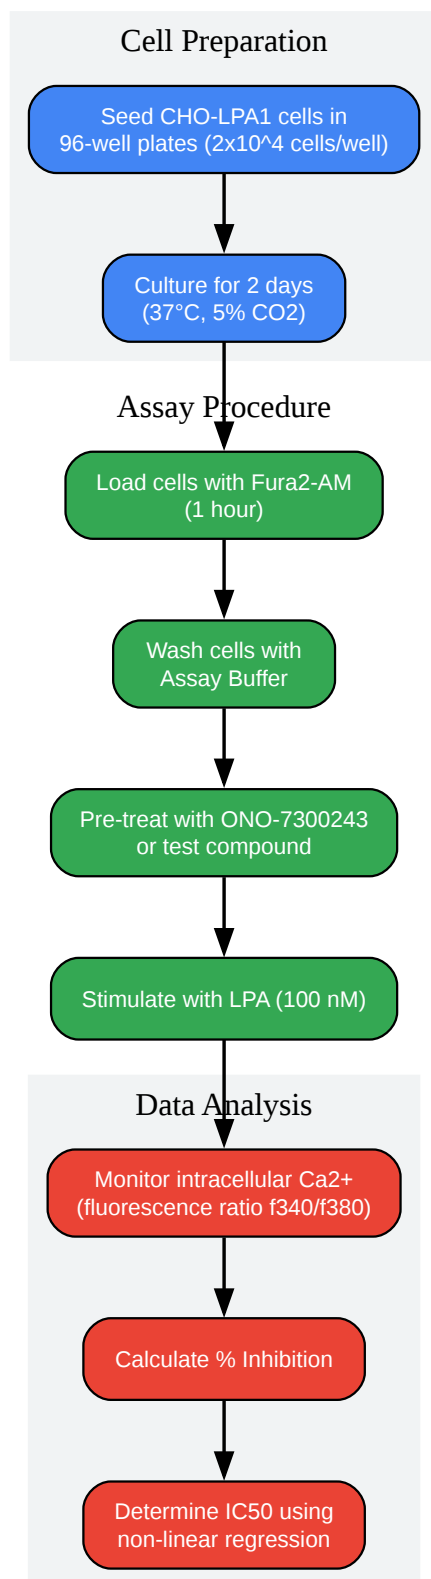 Cell Preparation
Seed CHO-LPA1 cells in
96-well plates (2x10^4 cells/well)
Culture for 2 days
(37°C, 5% CO2)
Assay Procedure
Load cells with Fura2-AM
(1 hour)
Wash cells with
Assay Buffer
Pre-treat with ONO-7300243
or test compound
Stimulate with LPA (100 nM)
Data Analysis
Monitor intracellular Ca2+
(fluorescence ratio f340/f380)
Calculate % Inhibition
Determine IC50 using
non-linear regression